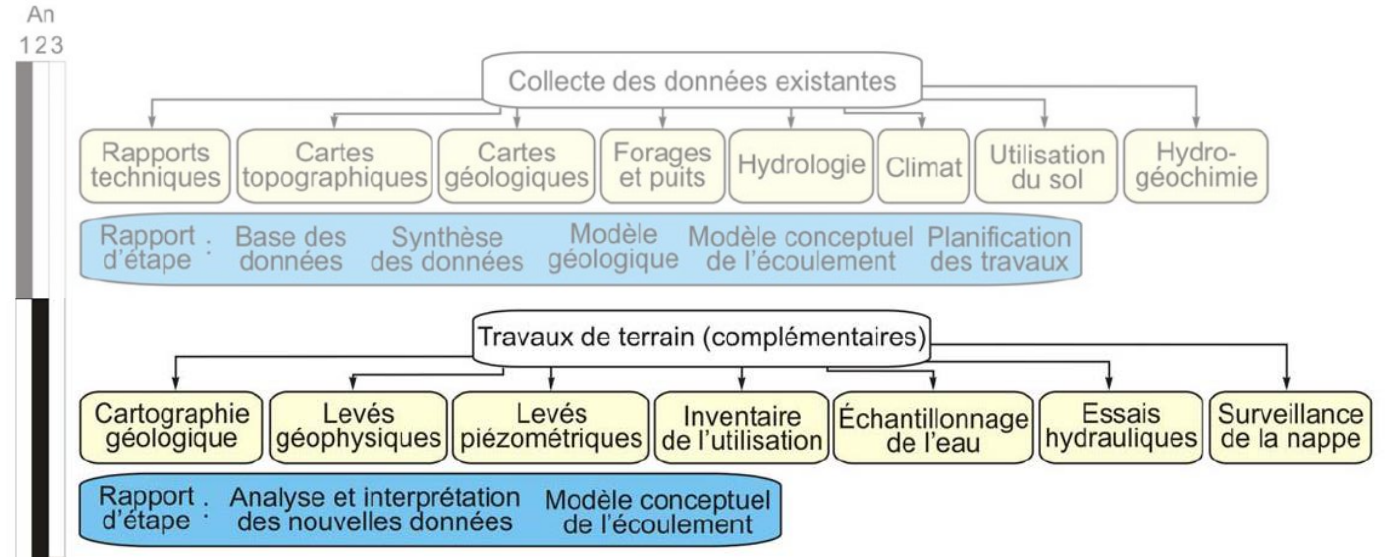 An
1 2 3
Collecte des données existantes
Rapports
techniques
Cartes
topographiques
Cartes
géologiques
Forages
et puits
Hydrologie
Climat
Utilisation
du sol
Hydro-
géochimie
Rapport
d'étape :
Base des
données
Synthèse
des données
Modèle
géologique
Modèle conceptuel
de l'écoulement
Planification
des travaux
Travaux de terrain (complémentaires)
Cartographie
géologique
Levés
géophysiques
Levés
piézométriques
Inventaire
de l'utilisation
Échantillonnage
de l'eau
Essais
hydrauliques
Surveillance
de la nappe
Rapport
d'étape :
Analyse et interprétation
des nouvelles données
Modèle conceptuel
de l'écoulement